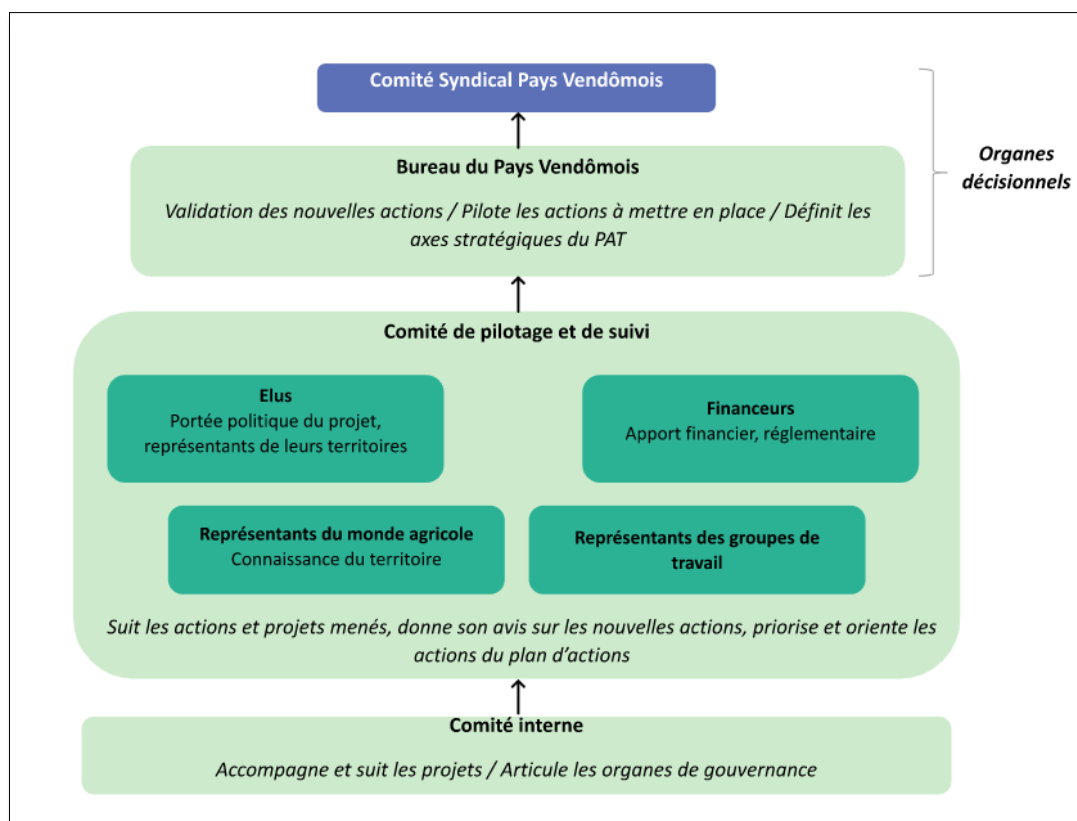 Comité Syndical Pays Vendômois
Bureau du Pays Vendômois
Validation des nouvelles actions / Pilote les actions à mettre en place / Définit les
axes stratégiques du PAT
Organes
décisionnels
Comité de pilotage et de suivi
Elus
Portée politique du projet,
représentants de leurs territoires
Financeurs
Apport financier, réglementaire
Représentants du monde agricole
Connaissance du territoire
Représentants des groupes de
travail
Suit les actions et projets menés, donne son avis sur les nouvelles actions, priorise et oriente les
actions du plan d’actions
Comité interne
Accompagne et suit les projets / Articule les organes de gouvernance